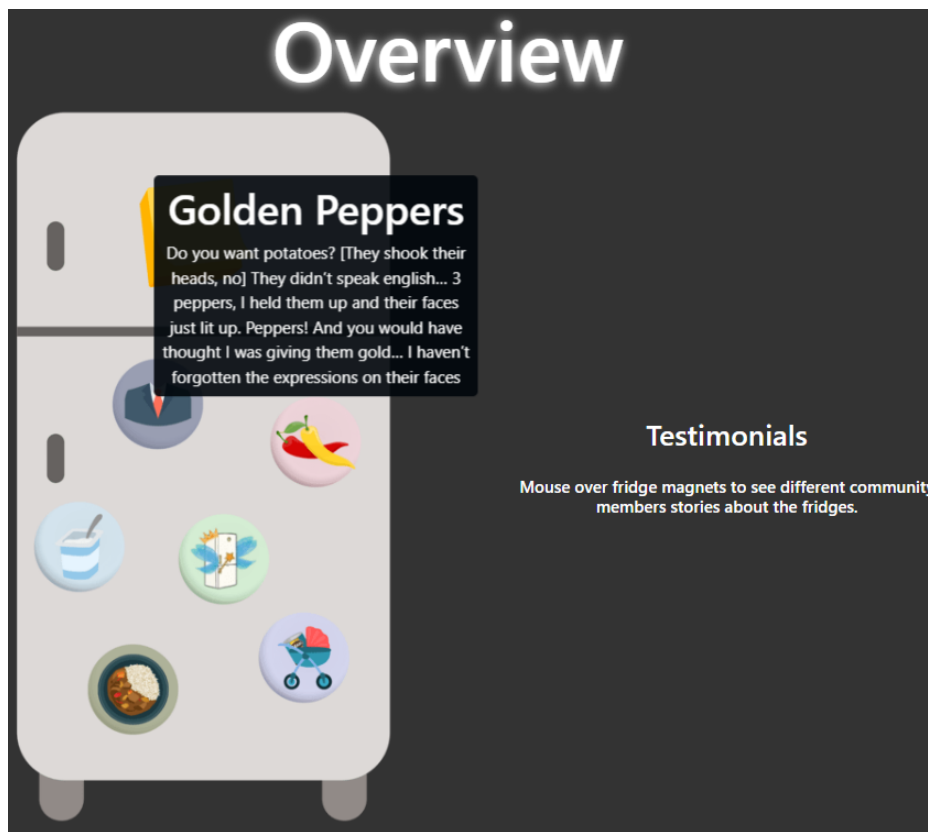 Overview
Golden Peppers
Do you want potatoes? [They shook their
heads, no] They didn't speak english... 3
peppers, I held them up and their faces
just lit up. Peppers! And you would have
thought I was giving them gold... I haven't
forgotten the expressions on their faces
Testimonials
Mouse over fridge magnets to see different community
members stories about the fridges.